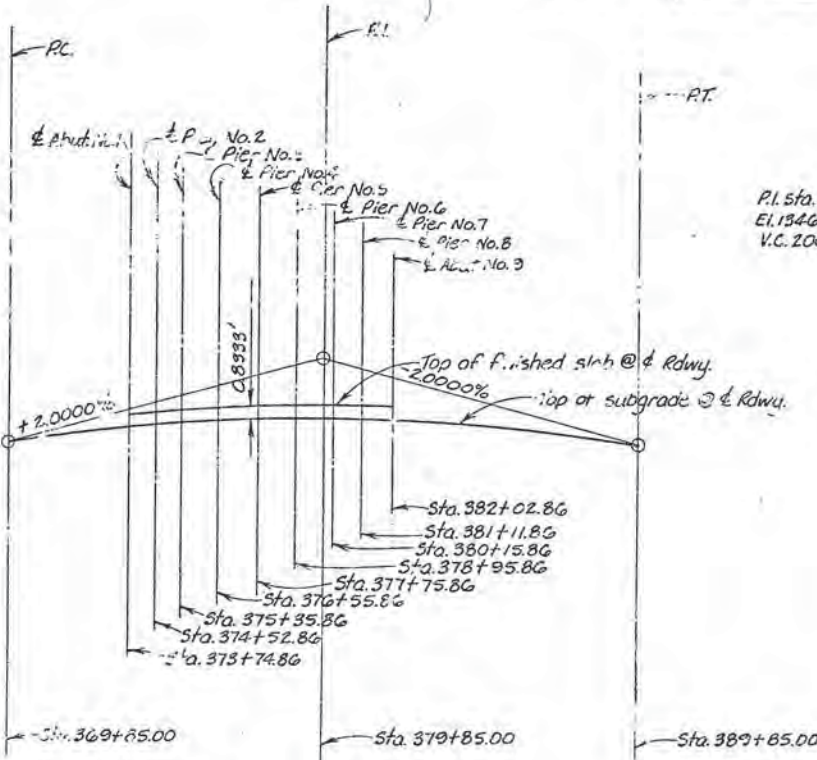 P.C.
P.I.
P.T.
℄ Abut No.1
℄ P No.2
℄ Pier No.
℄ Pier No.4
℄ Pier No.5
℄ Pier No.6
℄ Pier No.7
℄ Pier No.8
℄ Abut No.9
P.I. Sta.
El. 1346
V.C. 200
0.8333'
Top of finished slab @ ℄ Rdwy.
-2.0000%
+2.0000%
Top of subgrade @ ℄ Rdwy.
Sta. 382+02.86
Sta. 381+11.86
Sta. 380+15.86
Sta. 378+95.86
Sta. 377+75.86
Sta. 376+55.86
Sta. 375+35.86
Sta. 374+52.86
Sta. 373+74.86
Sta. 369+85.00
Sta. 379+85.00
Sta. 389+85.00